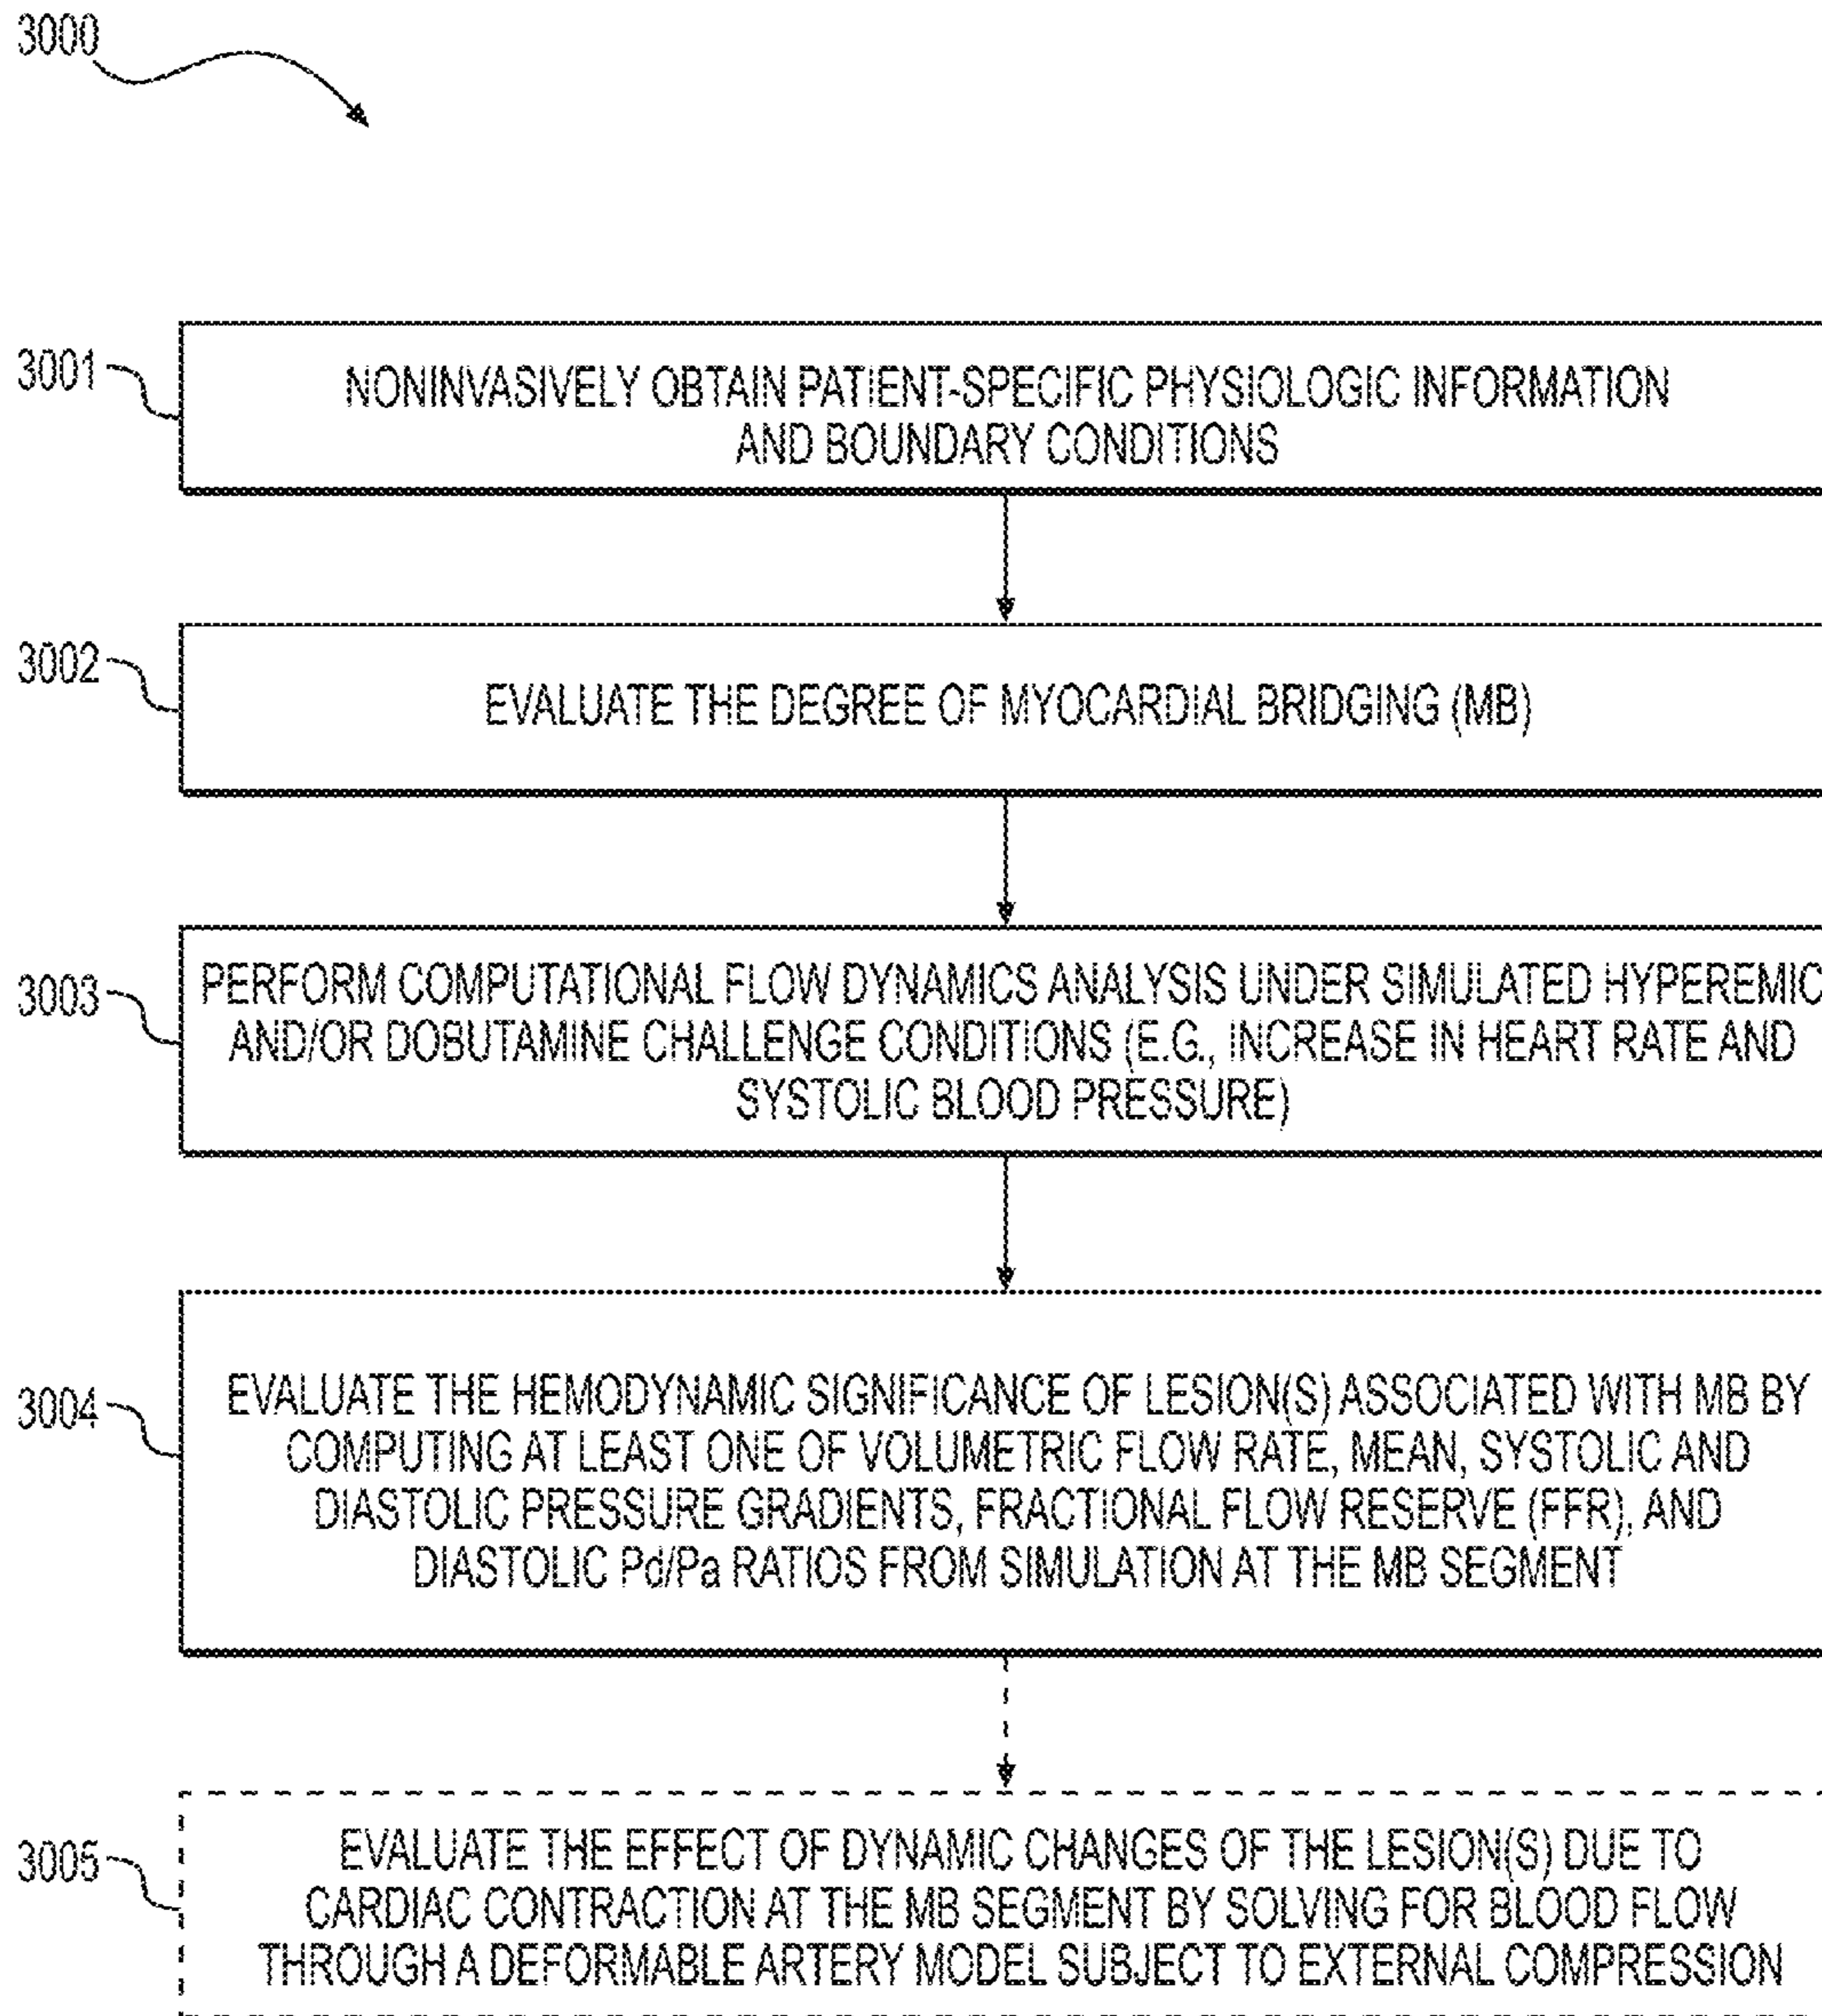 3000
3001
NONINVASIVELY OBTAIN PATIENT-SPECIFIC PHYSIOLOGIC INFORMATION
AND BOUNDARY CONDITIONS
3002
EVALUATE THE DEGREE OF MYOCARDIAL BRIDGING (MB)
3003
PERFORM COMPUTATIONAL FLOW DYNAMICS ANALYSIS UNDER SIMULATED HYPEREMIC
AND/OR DOBUTAMINE CHALLENGE CONDITIONS (E.G., INCREASE IN HEART RATE AND
SYSTOLIC BLOOD PRESSURE)
3004
EVALUATE THE HEMODYNAMIC SIGNIFICANCE OF LESION(S) ASSOCIATED WITH MB BY
COMPUTING AT LEAST ONE OF VOLUMETRIC FLOW RATE, MEAN, SYSTOLIC AND
DIASTOLIC PRESSURE GRADIENTS, FRACTIONAL FLOW RESERVE (FFR), AND
DIASTOLIC Pd/Pa RATIOS FROM SIMULATION AT THE MB SEGMENT
3005
EVALUATE THE EFFECT OF DYNAMIC CHANGES OF THE LESION(S) DUE TO
CARDIAC CONTRACTION AT THE MB SEGMENT BY SOLVING FOR BLOOD FLOW
THROUGH A DEFORMABLE ARTERY MODEL SUBJECT TO EXTERNAL COMPRESSION